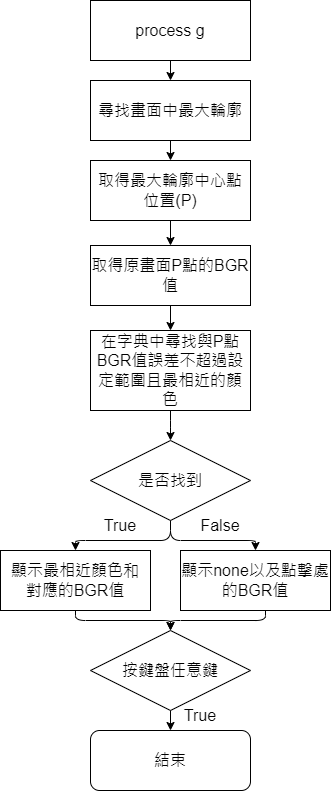 process g
尋找畫面中最大輪廓
取得最大輪廓中心點
位置(P)
取得原畫面P點的BGR
值
在字典中尋找與P點
BGR值誤差不超過設
定範圍且最相近的顏
色
是否找到
True
False
顯示最相近顏色和
對應的BGR值
顯示none以及點擊處
的BGR值
按鍵盤任意鍵
True
結束